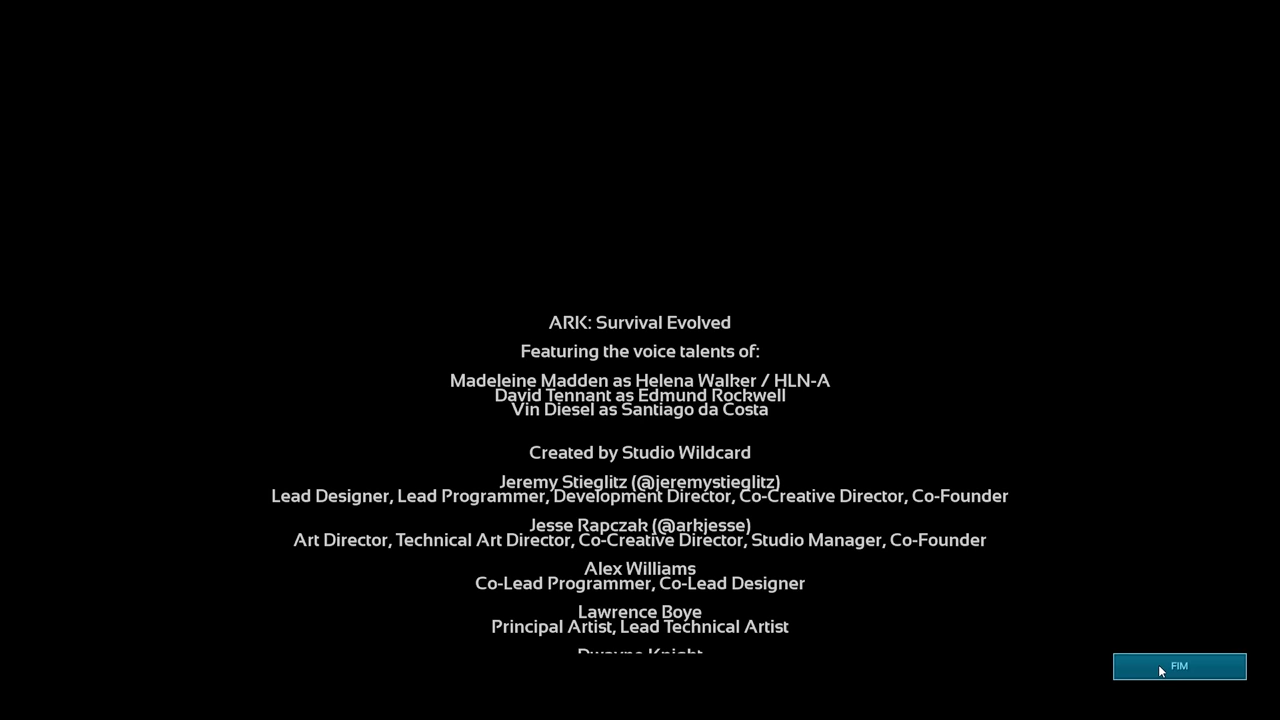 ARK: Survival Evolved
Featuring the voice talents of:
Madeleine Madden as Helena Walker / HLN-A
David Tennant as Edmund Rockwell
Vin Diesel as Santiago da Costa
Created by Studio Wildcard
Jeremy Stieglitz (@jeremystieglitz)
Lead Designer, Lead Programmer, Development Director, Co-Creative Director, Co-Founder
Jesse Rapczak (@arkjesse)
Art Director, Technical Art Director, Co-Creative Director, Studio Manager, Co-Founder
Alex Williams
Co-Lead Programmer, Co-Lead Designer
Lawrence Boye
Principal Artist, Lead Technical Artist
Dwayne Knight
FIM